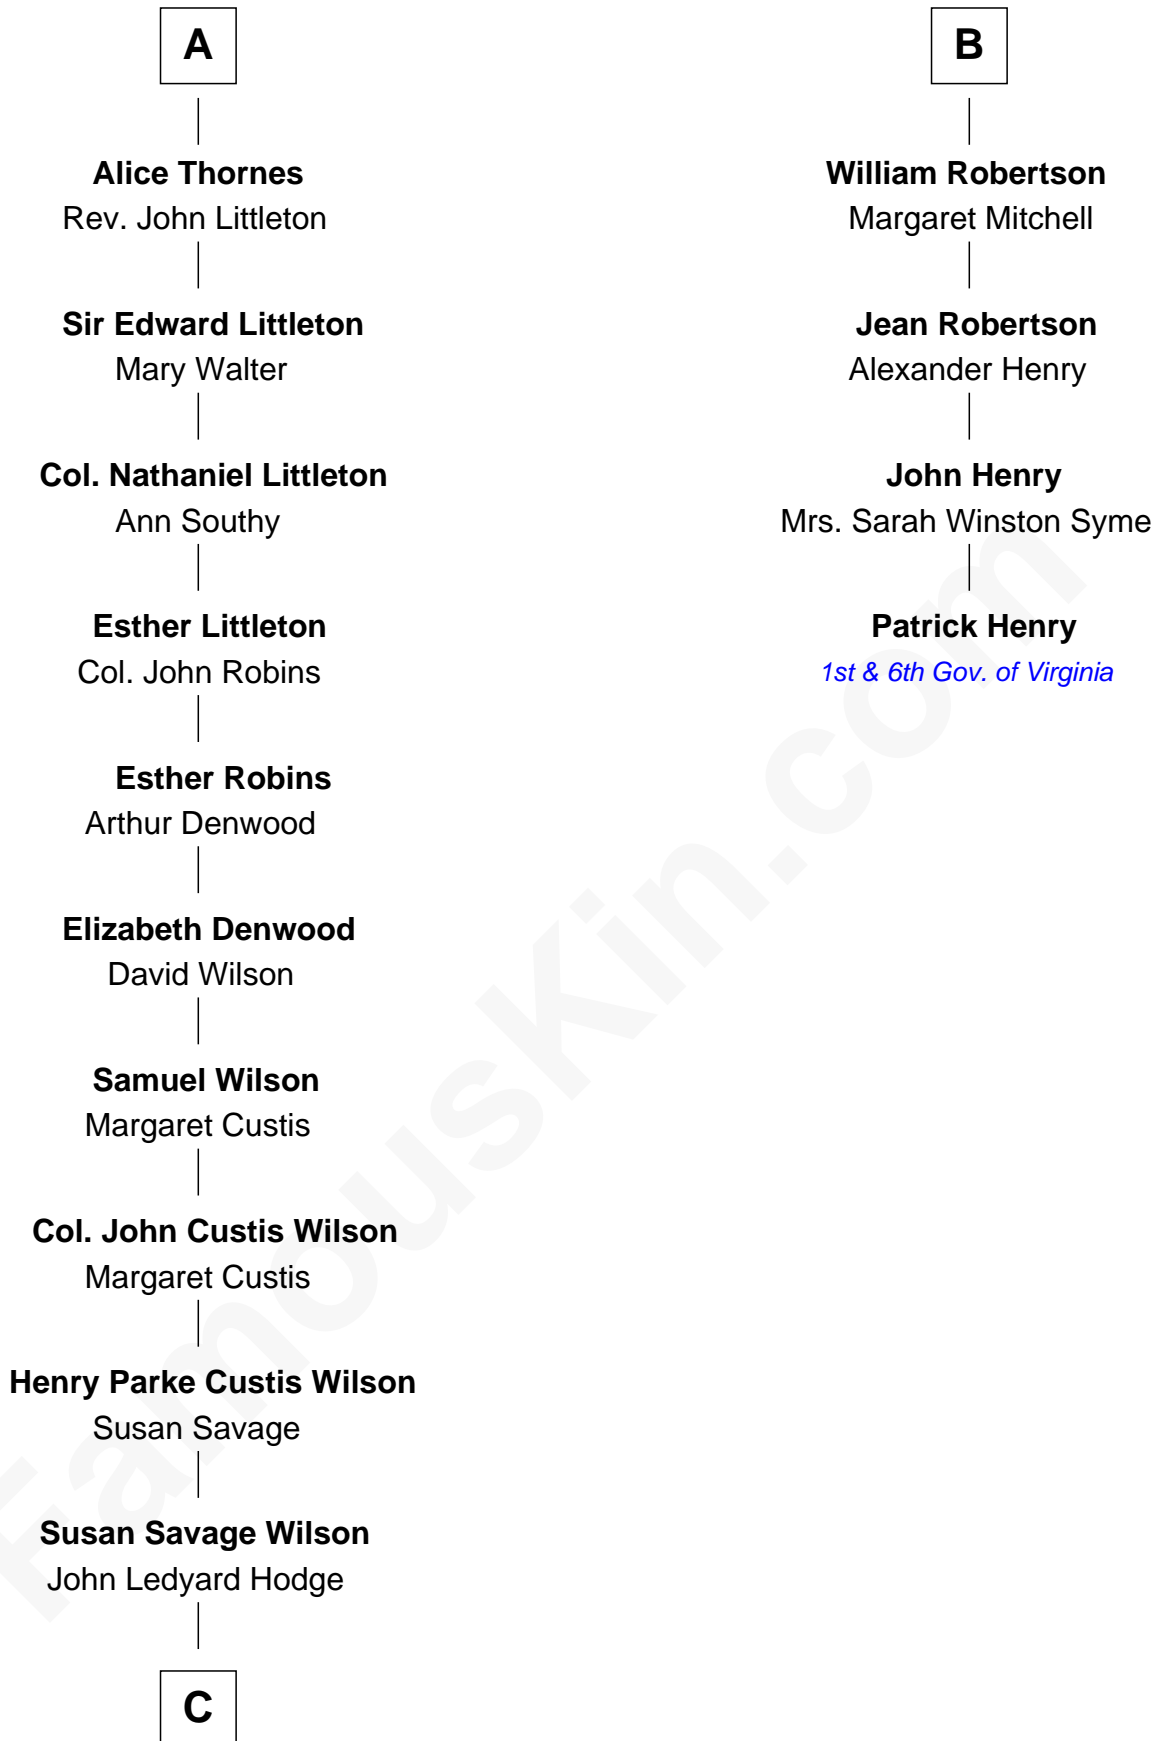 A
Alice Thornes
Rev. John Littleton
Sir Edward Littleton
Mary Walter
Col. Nathaniel Littleton
Ann Southy
Esther Littleton
Col. John Robins
Esther Robins
Arthur Denwood
Elizabeth Denwood
David Wilson
Samuel Wilson
Margaret Custis
Col. John Custis Wilson
Margaret Custis
Henry Parke Custis Wilson
Susan Savage
Susan Savage Wilson
John Ledyard Hodge
C
B
William Robertson
Margaret Mitchell
Jean Robertson
Alexander Henry
John Henry
Mrs. Sarah Winston Syme
Patrick Henry
1st & 6th Gov. of Virginia
FamousKin.com